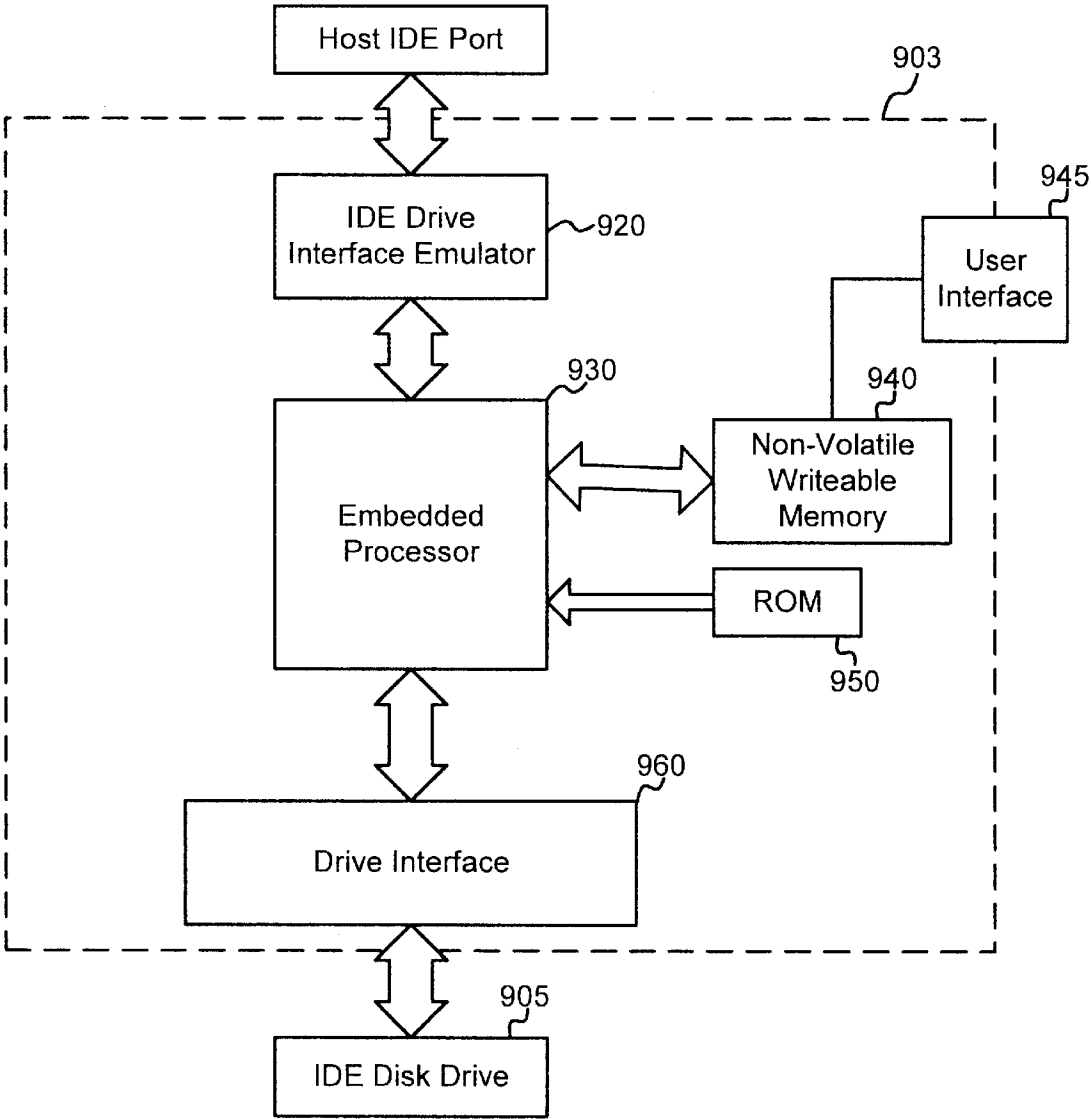 Host IDE Port
903
IDE Drive
Interface Emulator
920
945
User
Interface
930
940
Embedded
Processor
Non-Volatile
Writeable
Memory
ROM
950
960
Drive Interface
905
IDE Disk Drive